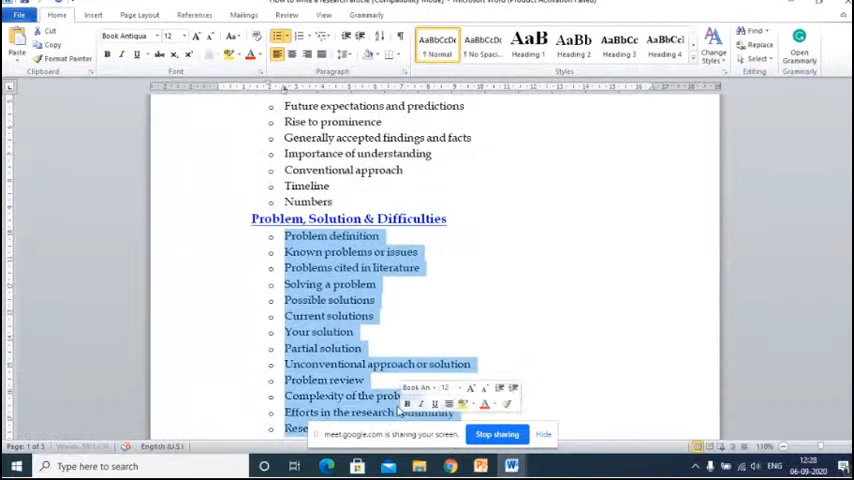 How to write a research article [Compatibility Mode] - Microsoft Word (Product Activation Failed)
File Home Insert Page Layout References Mailings Review View Grammarly
Cut
Copy
Format Painter
Paste
Clipboard
Book Antiqua 12
Font
Paragraph
AaBbCcDc AaBbCcDc AaBl AaBb AaBbCc AaBbCcl
¶ Normal ¶ No Spaci... Heading 1 Heading 2 Heading 3 Heading 4
Styles
Change
Styles
Find
Replace
Select
Editing
Open
Grammarly
Grammarly
Future expectations and predictions
Rise to prominence
Generally accepted findings and facts
Importance of understanding
Conventional approach
Timeline
Numbers
Problem, Solution & Difficulties
Problem definition
Known problems or issues
Problems cited in literature
Solving a problem
Possible solutions
Current solutions
Your solution
Partial solution
Unconventional approach or solution
Problem review
Book An 12
Complexity of the prob
Efforts in the research community
Rese
meet.google.com is sharing your screen. Stop sharing Hide
Page: 1 of 3 English (U.S.) 110%
Type here to search
ENG 12:28
06-09-2020